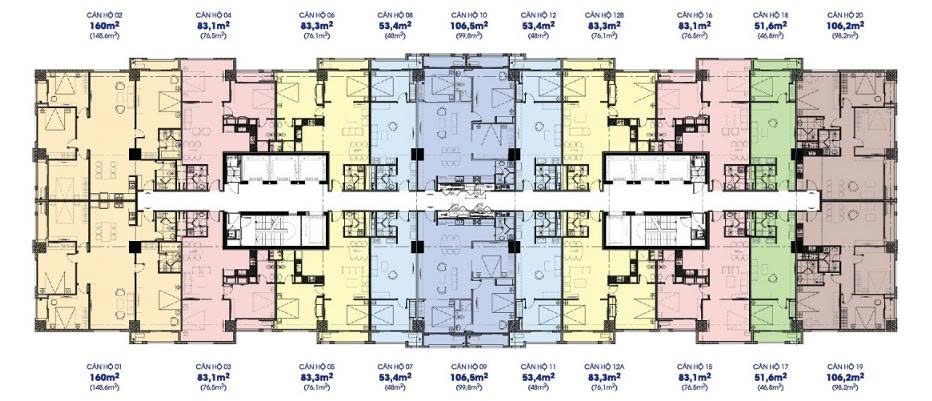 CĂN HỘ 02
160m²
(148,6m²)
CĂN HỘ 04
83,1m²
(76,5m²)
CĂN HỘ 06
83,3m²
(76,1m²)
CĂN HỘ 08
53,4m²
(48m²)
CĂN HỘ 10
106,5m²
(99,8m²)
CĂN HỘ 12
53,4m²
(48m²)
CĂN HỘ 12B
83,3m²
(76,1m²)
CĂN HỘ 16
83,1m²
(76,5m²)
CĂN HỘ 18
51,6m²
(46,8m²)
CĂN HỘ 20
106,2m²
(98,2m²)
CĂN HỘ 01
160m²
(148,6m²)
CĂN HỘ 03
83,1m²
(76,5m²)
CĂN HỘ 05
83,3m²
(76,1m²)
CĂN HỘ 07
53,4m²
(48m²)
CĂN HỘ 09
106,5m²
(99,8m²)
CĂN HỘ 11
53,4m²
(48m²)
CĂN HỘ 12A
83,3m²
(76,1m²)
CĂN HỘ 15
83,1m²
(76,5m²)
CĂN HỘ 17
51,6m²
(46,8m²)
CĂN HỘ 19
106,2m²
(98,2m²)